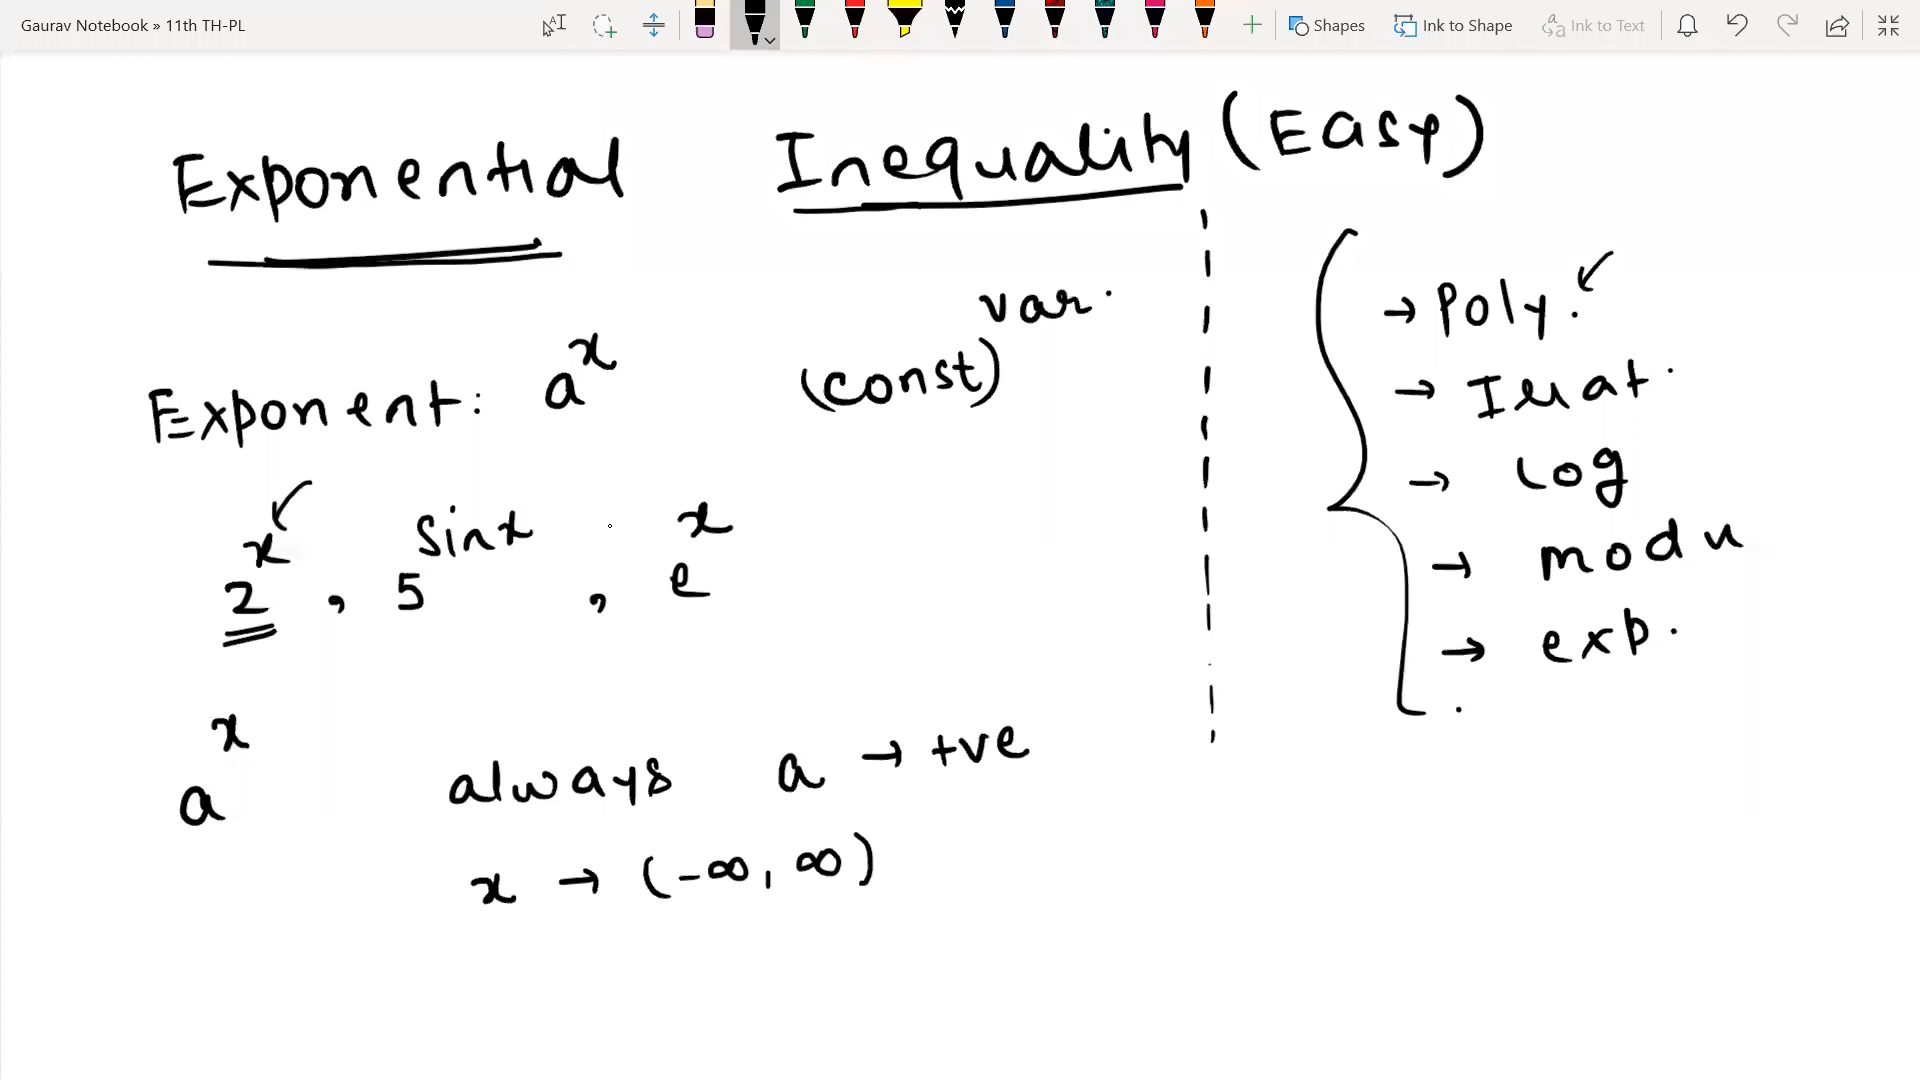 Gaurav Notebook » 11th TH-PL
Shapes
Ink to Shape
Ink to Text
Exponential Inequality (Easy)
Exponent: a^x (const)^var.
2^x, 5^sinx, e^x
a^x always a → +ve
x → (-∞, ∞)
→ Poly.
→ Irrat.
→ log
→ modu
→ exp.